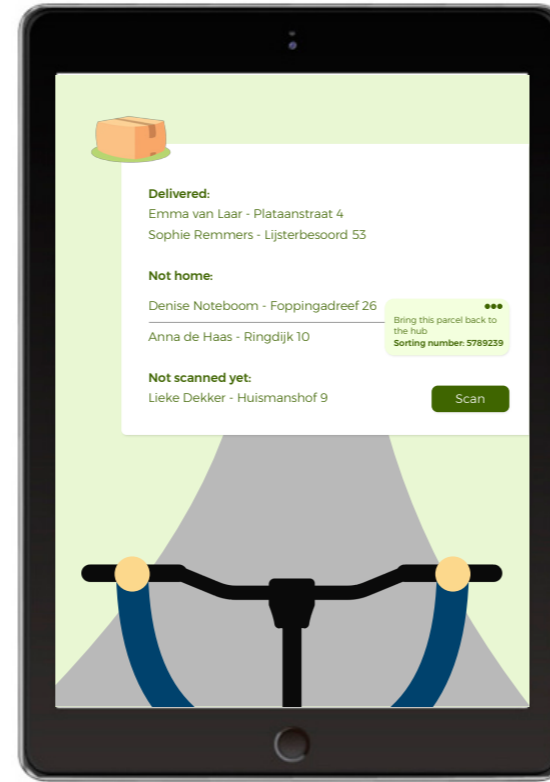 Delivered:
Emma van Laar - Plataanstraat 4
Sophie Remmers - Lijsterbesoord 53
Not home:
Denise Noteboom - Foppingadreef 26
Bring this parcel back to
the hub
Sorting number: 5789239
Anna de Haas - Ringdijk 10
Not scanned yet:
Lieke Dekker - Huismanshof 9
Scan